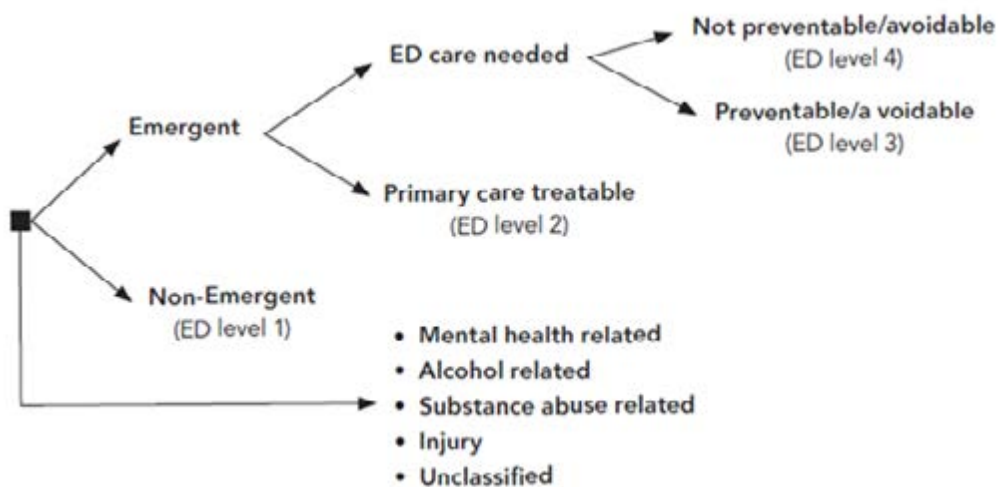 Not preventable/avoidable
(ED level 4)
ED care needed
Preventable/a voidable
(ED level 3)
Emergent
Primary care treatable
(ED level 2)
Non-Emergent
(ED level 1)
• Mental health related
• Alcohol related
• Substance abuse related
• Injury
• Unclassified